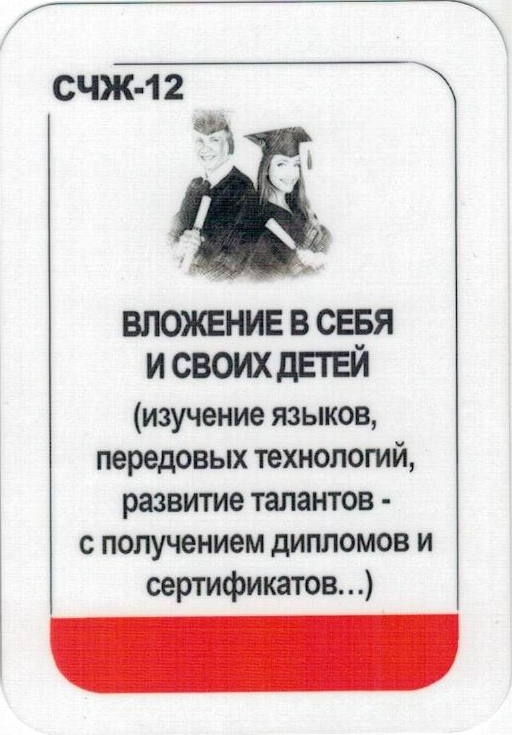 СЧЖ-12
ВЛОЖЕНИЕ В СЕБЯ
И СВОИХ ДЕТЕЙ
(изучение языков,
передовых технологий,
развитие талантов -
с получением дипломов и
сертификатов...)